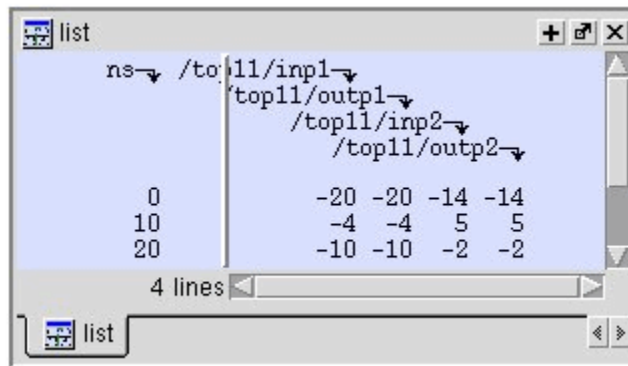 list
ns /top11/inp1
/top11/outp1
/top11/inp2
/top11/outp2
0 -20 -20 -14 -14
10 -4 -4 5 5
20 -10 -10 -2 -2
4 lines
list